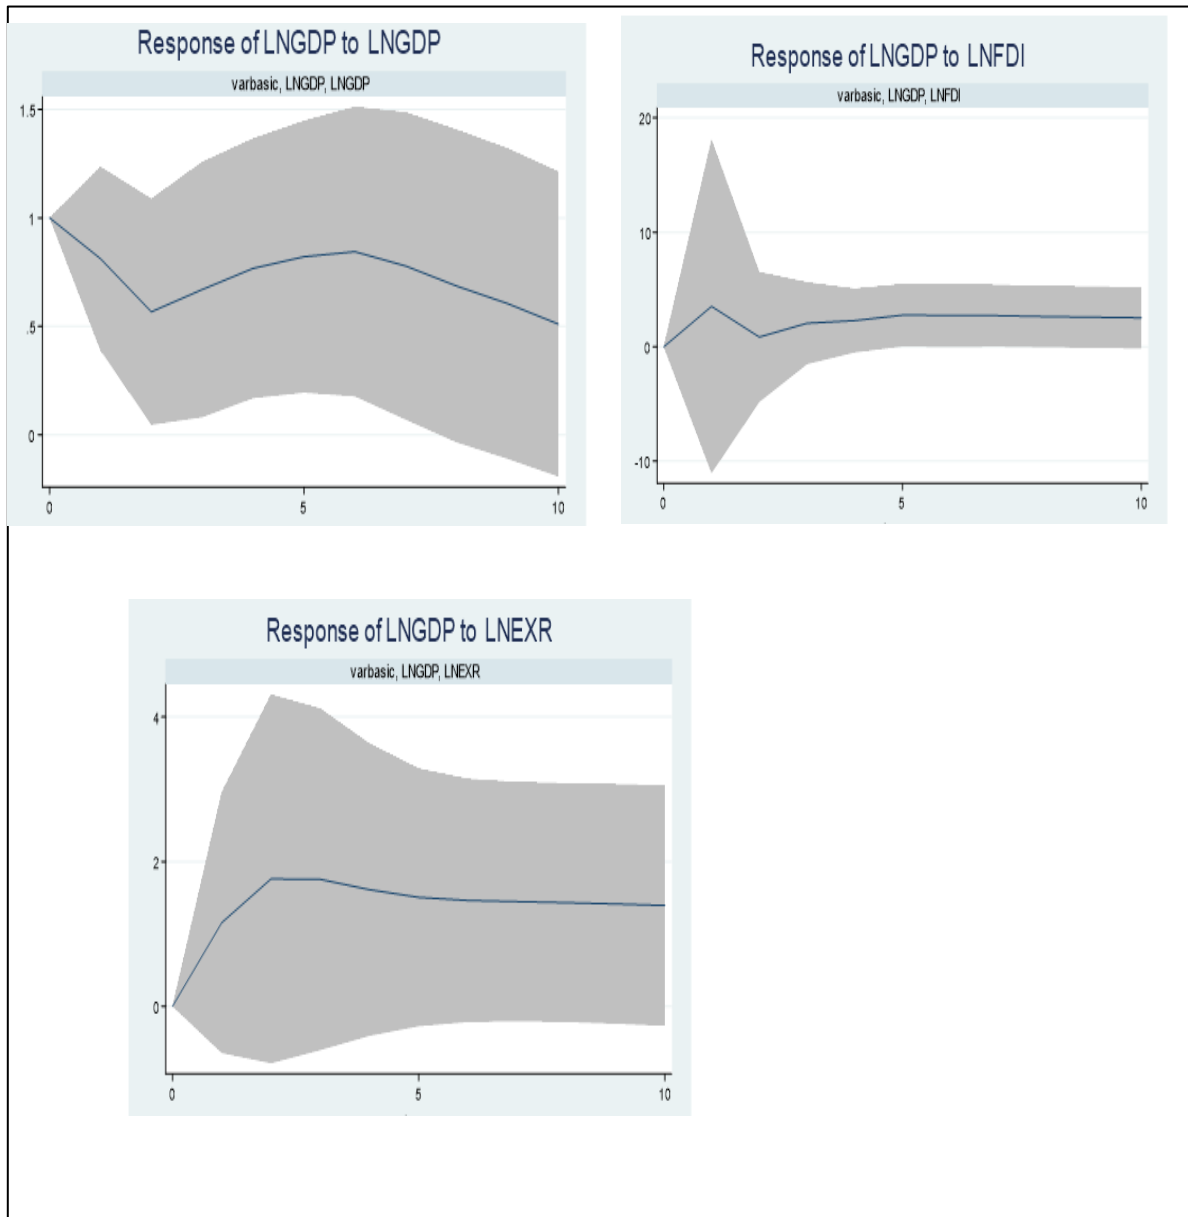 Response of LNGDP to LNGDP
varbasic, LNGDP, LNGDP
1.5
1
.5
0
0 5 10
Response of LNGDP to LNFDI
varbasic, LNGDP, LNFDI
20
10
0
-10
0 5 10
Response of LNGDP to LNEXR
varbasic, LNGDP, LNEXR
4
2
0
0 5 10